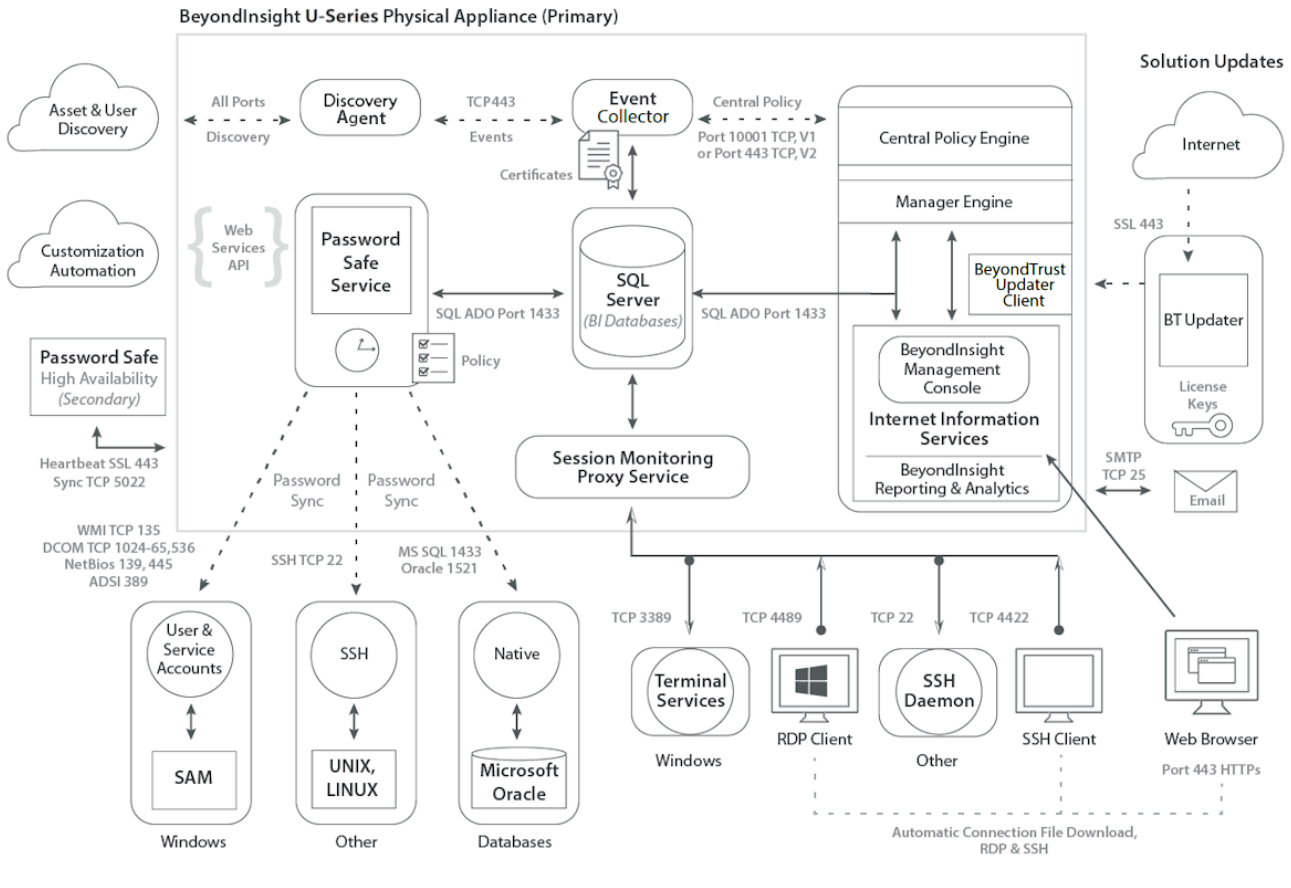 BeyondInsight U-Series Physical Appliance (Primary)
Solution Updates
Asset & User
Discovery
All Ports
Discovery
Discovery
Agent
TCP443
Events
Event
Collector
Certificates
Central Policy
Port 10001 TCP, V1
or Port 443 TCP, V2
Central Policy Engine
Manager Engine
Internet
SSL 443
Customization
Automation
Web
Services
API
Password
Safe
Service
SQL ADO Port 1433
Policy
SQL
Server
(BI Databases)
SQL ADO Port 1433
BeyondTrust
Updater
Client
BT Updater
License
Keys
Password Safe
High Availability
(Secondary)
Heartbeat SSL 443
Sync TCP 5022
BeyondInsight
Management
Console
Internet Information
Services
BeyondInsight
Reporting & Analytics
Session Monitoring
Proxy Service
SMTP
TCP 25
Email
Password
Sync
Password
Sync
WMI TCP 135
DCOM TCP 1024-65,536
NetBios 139, 445
ADSI 389
SSH TCP 22
MS SQL 1433
Oracle 1521
TCP 3389
TCP 4489
TCP 22
TCP 4422
User &
Service
Accounts
SAM
Windows
SSH
UNIX,
LINUX
Other
Native
Microsoft
Oracle
Databases
Terminal
Services
Windows
RDP Client
SSH
Daemon
Other
SSH Client
Web Browser
Port 443 HTTPs
Automatic Connection File Download,
RDP & SSH